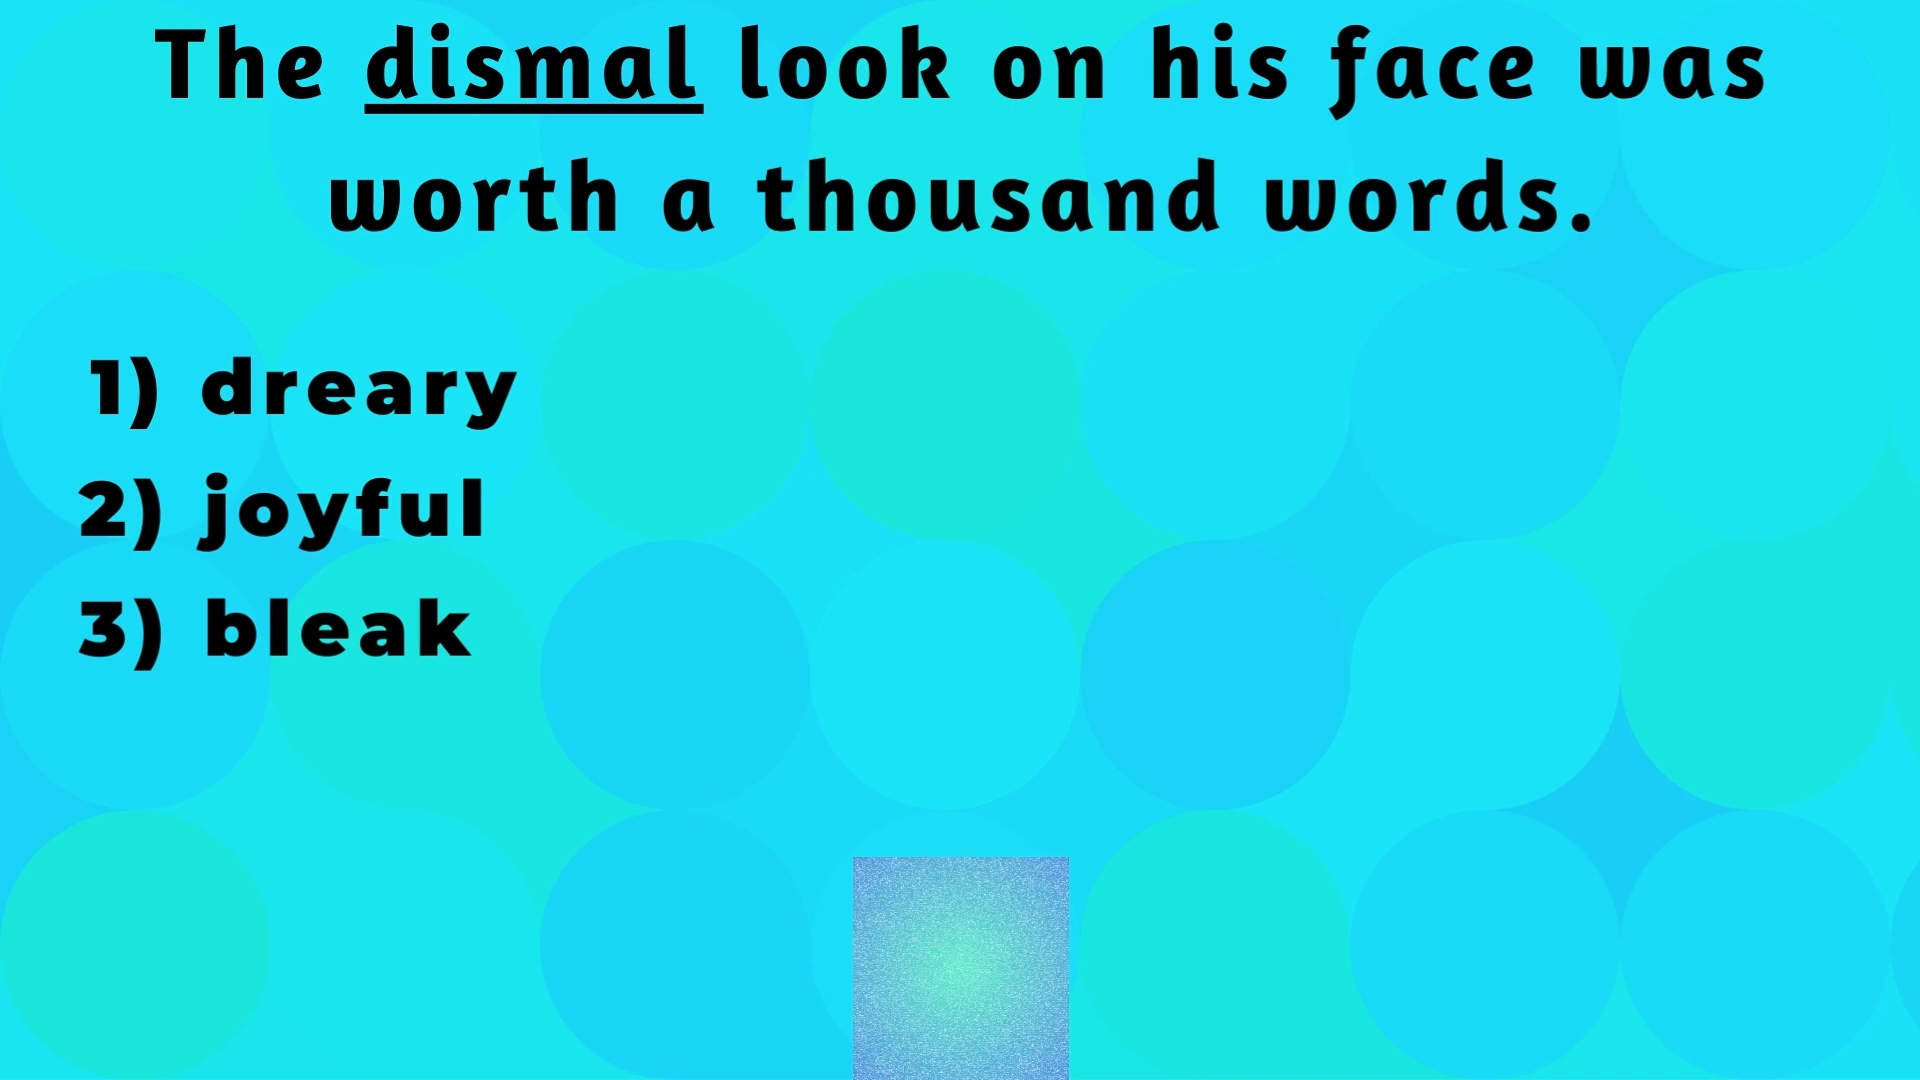 The dismal look on his face was
worth a thousand words.
1) dreary
2) joyful
3) bleak